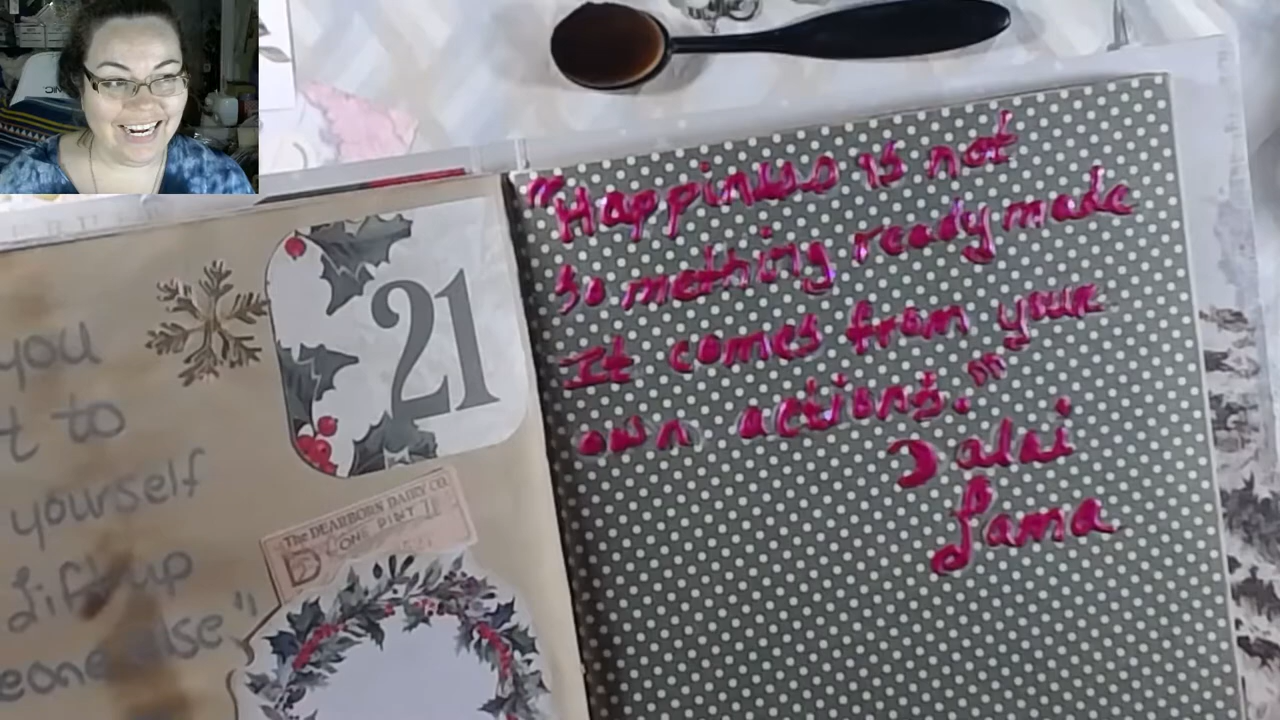 you
t to
yourself
Lift up
eone else"
21
The DEARBORN DAIRY CO.
ONE PINT
D
"Happiness is not
something ready made
It comes from your
own actions."
Dalai
Lama